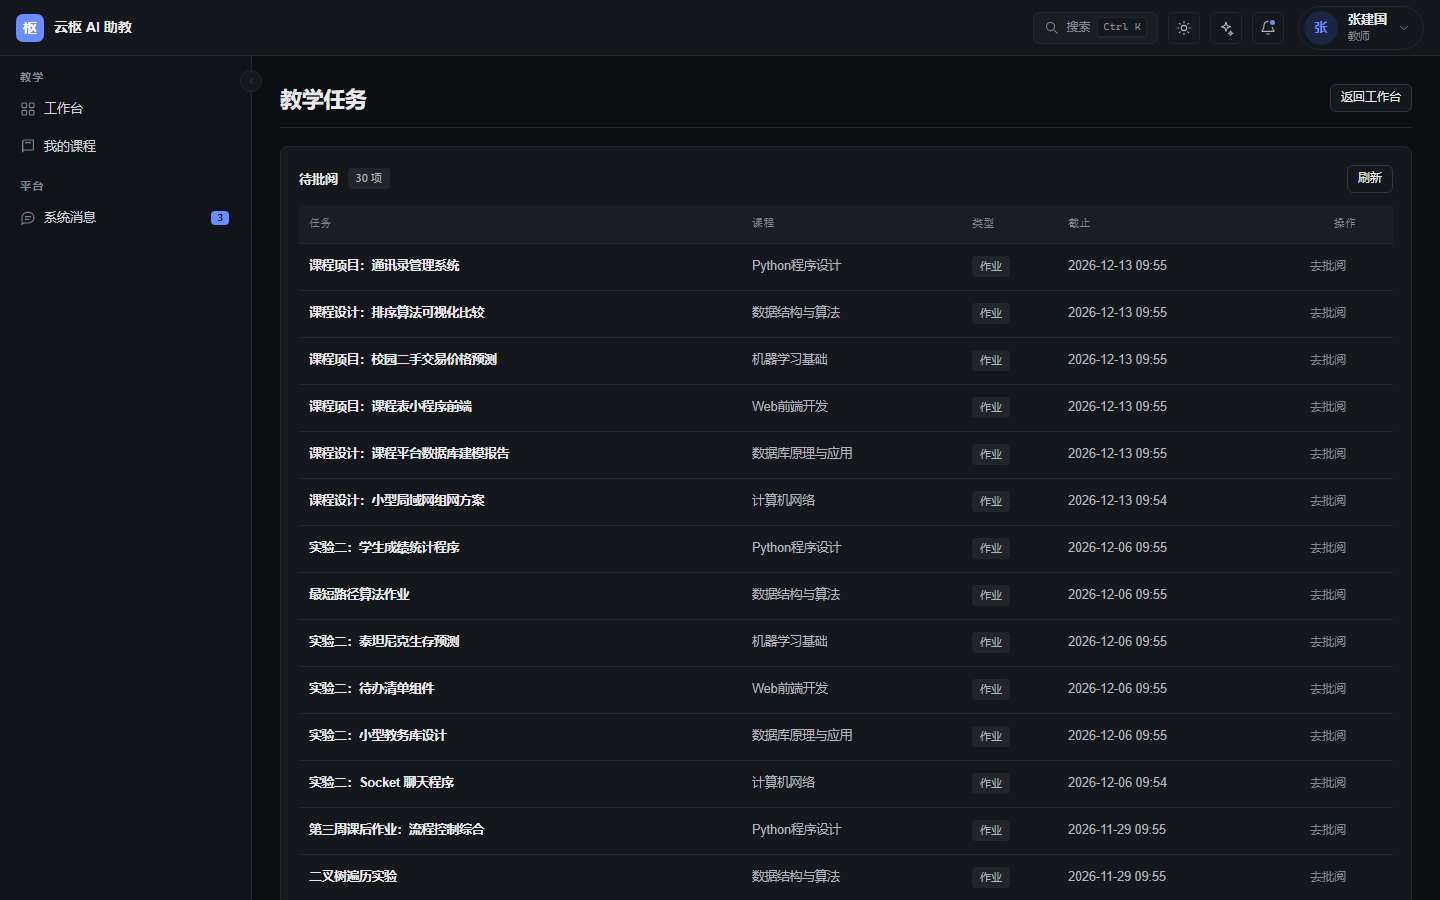 枢 云枢 AI 助教
搜索 Ctrl K
张 张建国
教师
教学
工作台
我的课程
平台
系统消息 3
教学任务
返回工作台
待批阅 30 项
刷新
任务 课程 类型 截止 操作
课程项目：通讯录管理系统 Python程序设计 作业 2026-12-13 09:55 去批阅
课程设计：排序算法可视化比较 数据结构与算法 作业 2026-12-13 09:55 去批阅
课程项目：校园二手交易价格预测 机器学习基础 作业 2026-12-13 09:55 去批阅
课程项目：课程表小程序前端 Web前端开发 作业 2026-12-13 09:55 去批阅
课程设计：课程平台数据库建模报告 数据库原理与应用 作业 2026-12-13 09:55 去批阅
课程设计：小型局域网组网方案 计算机网络 作业 2026-12-13 09:54 去批阅
实验二：学生成绩统计程序 Python程序设计 作业 2026-12-06 09:55 去批阅
最短路径算法作业 数据结构与算法 作业 2026-12-06 09:55 去批阅
实验二：泰坦尼克生存预测 机器学习基础 作业 2026-12-06 09:55 去批阅
实验二：待办清单组件 Web前端开发 作业 2026-12-06 09:55 去批阅
实验二：小型教务库设计 数据库原理与应用 作业 2026-12-06 09:55 去批阅
实验二：Socket 聊天程序 计算机网络 作业 2026-12-06 09:54 去批阅
第三周课后作业：流程控制综合 Python程序设计 作业 2026-11-29 09:55 去批阅
二叉树遍历实验 数据结构与算法 作业 2026-11-29 09:55 去批阅